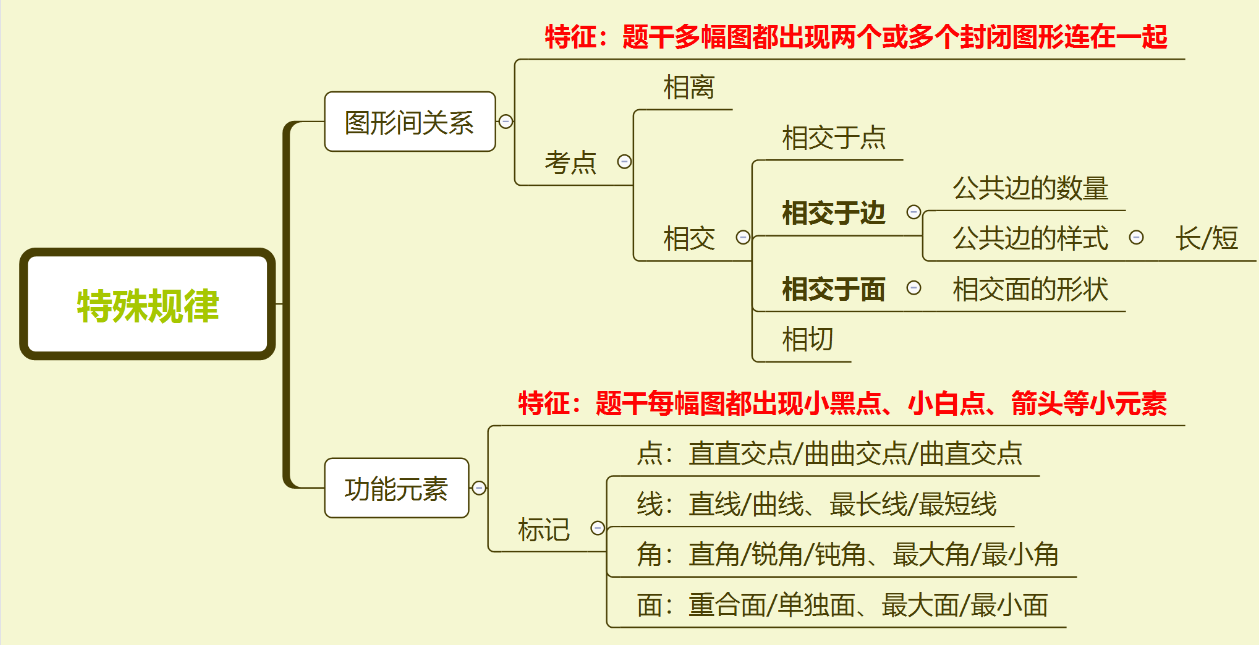 特殊规律
图形间关系
特征：题干多幅图都出现两个或多个封闭图形连在一起
考点
相离
相交
相交于点
相交于边
公共边的数量
公共边的样式
长/短
相交于面
相交面的形状
相切
功能元素
特征：题干每幅图都出现小黑点、小白点、箭头等小元素
标记
点：直直交点/曲曲交点/曲直交点
线：直线/曲线、最长线/最短线
角：直角/锐角/钝角、最大角/最小角
面：重合面/单独面、最大面/最小面